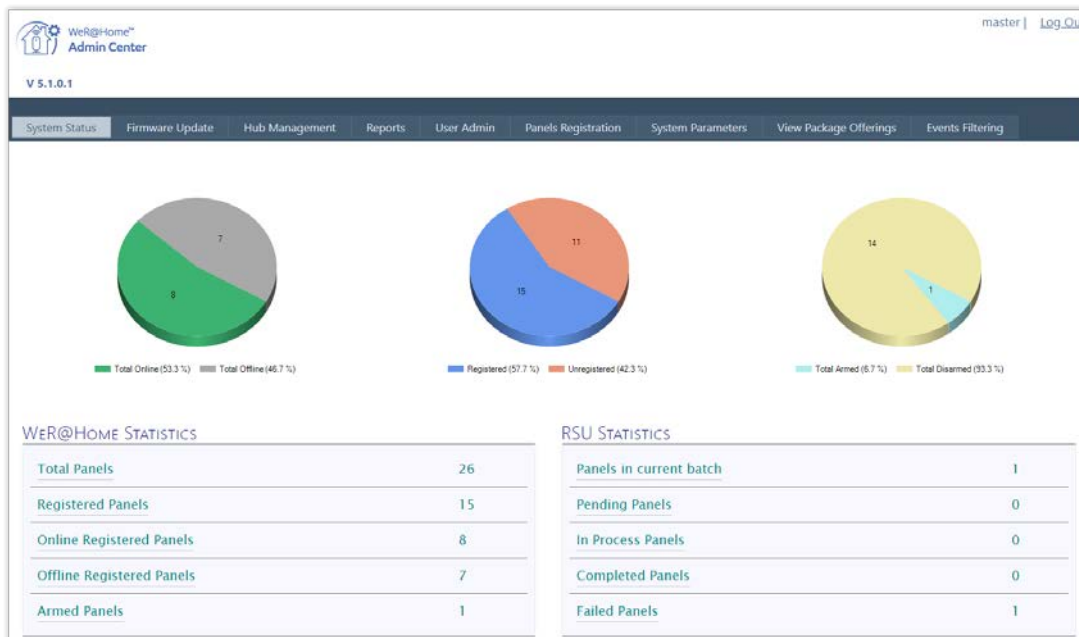 master | Log Ou
WeR@Home™
Admin Center
V 5.1.0.1
System Status Firmware Update Hub Management Reports User Admin Panels Registration System Parameters View Package Offerings Events Filtering
7
8
11
15
14
1
Total Online (53.3 %) Total Offline (46.7 %)
Registered (57.7 %) Unregistered (42.3 %)
Total Armed (6.7 %) Total Disarmed (93.3 %)
WeR@Home Statistics
Total Panels 26
Registered Panels 15
Online Registered Panels 8
Offline Registered Panels 7
Armed Panels 1
RSU Statistics
Panels in current batch 1
Pending Panels 0
In Process Panels 0
Completed Panels 0
Failed Panels 1